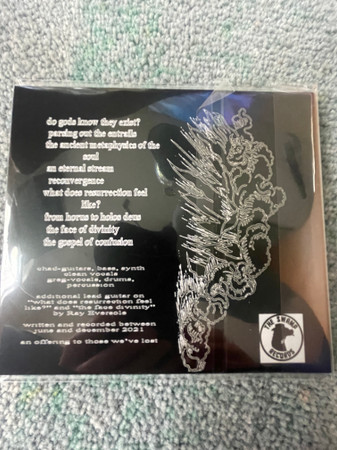 do gods know they exist?
parsing out the entrails
the ancient metaphysics of the
soul
an eternal stream
reconvergence
what does resurrection feel
like?
from horns to holos deus
the face of divinity
the gospel of confusion
chad-guitars, bass, synth
clean vocals
greg-vocals, drums,
percussion
additional lead guitar on
"what does resurrection feel
like?" and "the face divinity"
by Ray Eversole
written and recorded between
june and december 2021
an offering to those we've lost
THE SWAMP
RECORDS